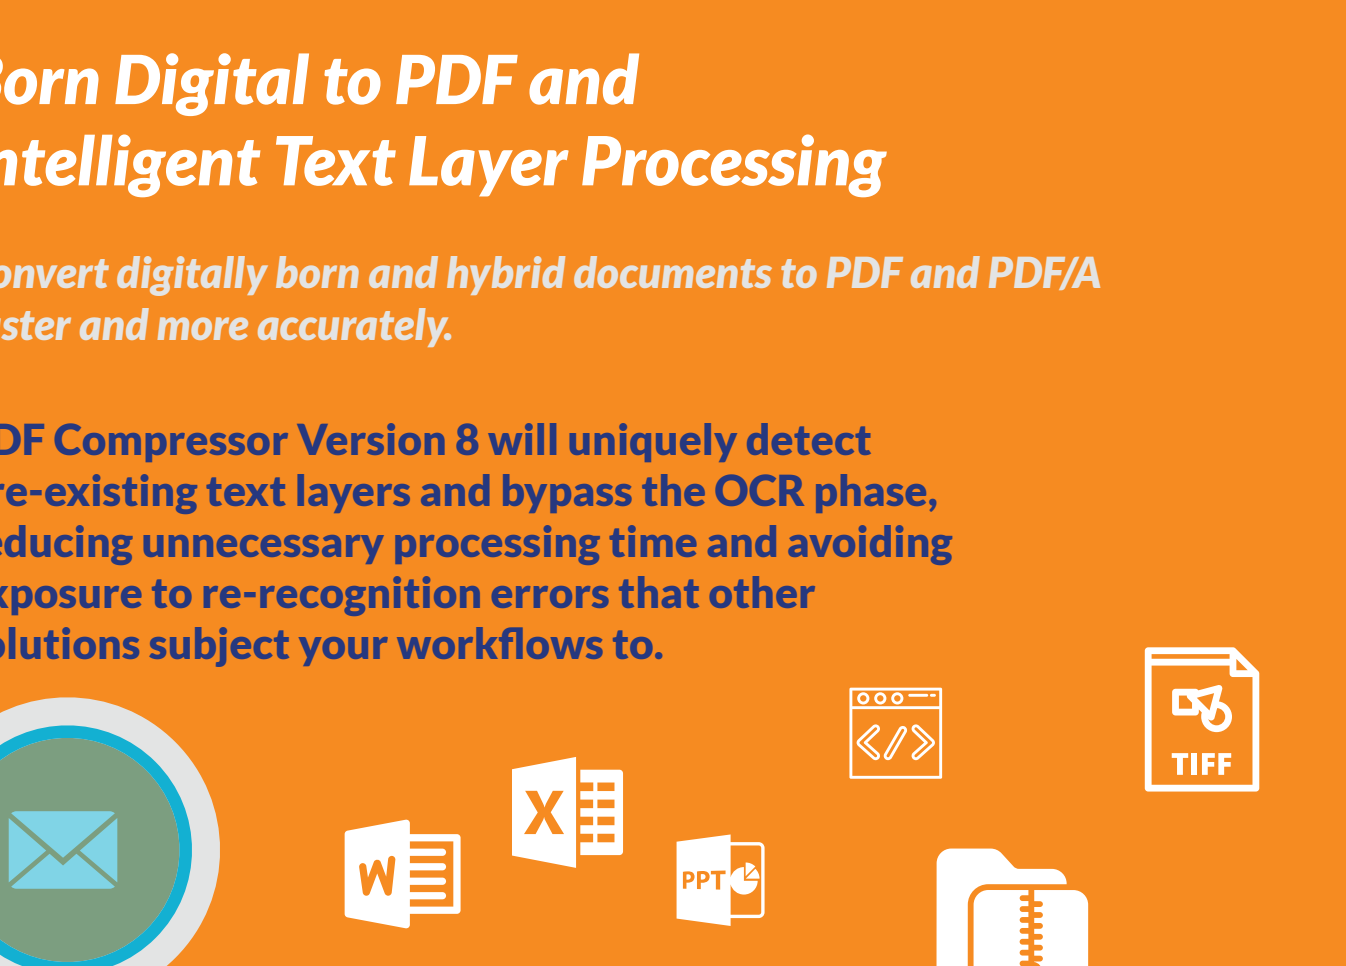 Born Digital to PDF and
Intelligent Text Layer Processing
onvert digitally born and hybrid documents to PDF and PDF/A
ster and more accurately.
DF Compressor Version 8 will uniquely detect
re-existing text layers and bypass the OCR phase,
educing unnecessary processing time and avoiding
xposure to re-recognition errors that other
olutions subject your workflows to.
</> TIFF
X
W
PPT